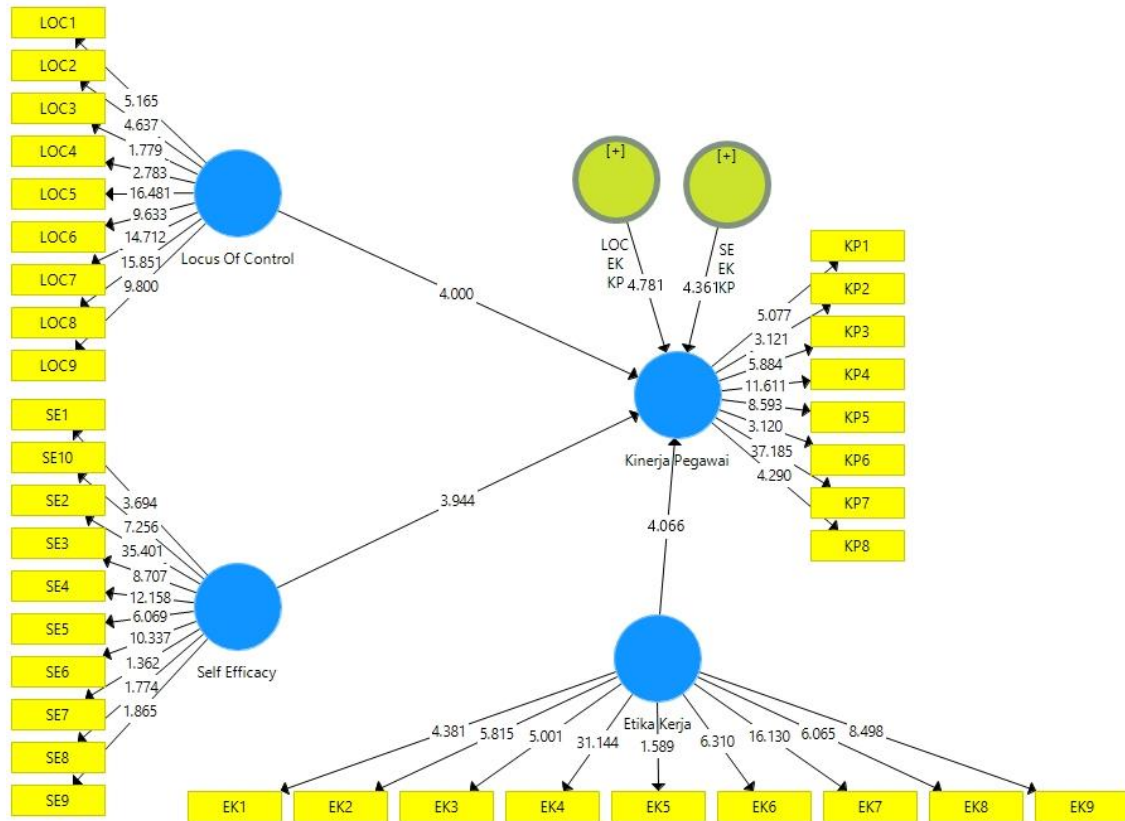 LOC1
LOC2
LOC3
LOC4
LOC5
LOC6
LOC7
LOC8
LOC9
5.165
4.637
1.779
2.783
16.481
9.633
14.712
15.851
9.800
Locus Of Control
4.000
[+]
[+]
LOC
EK
KP
4.781
SE
EK
KP
4.361
KP1
KP2
KP3
KP4
KP5
KP6
KP7
KP8
5.077
3.121
5.884
11.611
8.593
3.120
37.185
4.290
Kinerja Pegawai
SE1
SE10
SE2
SE3
SE4
SE5
SE6
SE7
SE8
SE9
3.694
7.256
35.401
8.707
12.158
6.069
10.337
1.362
1.774
1.865
Self Efficacy
3.944
4.066
Etika Kerja
4.381
5.815
5.001
31.144
1.589
6.310
16.130
6.065
8.498
EK1
EK2
EK3
EK4
EK5
EK6
EK7
EK8
EK9